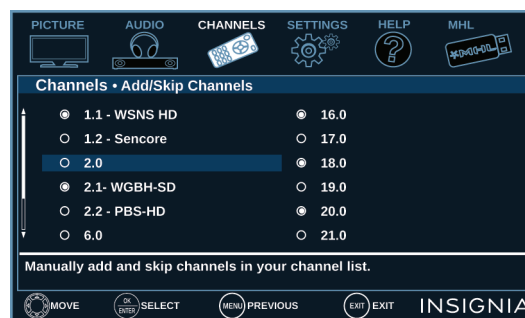 PICTURE AUDIO CHANNELS SETTINGS HELP MHL
MHL
Channels • Add/Skip Channels
1.1 - WSNS HD 16.0
1.2 - Sencore 17.0
2.0 18.0
2.1- WGBH-SD 19.0
2.2 - PBS-HD 20.0
6.0 21.0
Manually add and skip channels in your channel list.
MOVE OK ENTER SELECT MENU PREVIOUS EXIT EXIT INSIGNIA